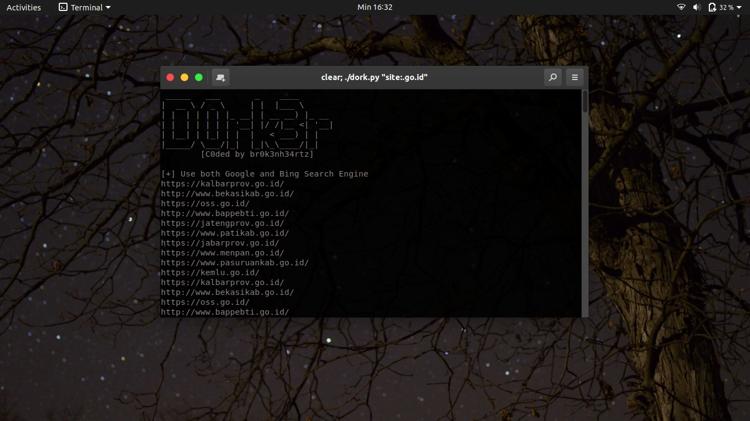 Activities Terminal Min 16:32 32 %
clear; ./dork.py "site:.go.id"
[C0ded by br0k3nh34rtz]
[+] Use both Google and Bing Search Engine
https://kalbarprov.go.id/
http://www.bekasikab.go.id/
https://oss.go.id/
http://www.bappebti.go.id/
https://jatengprov.go.id/
https://www.patikab.go.id/
https://jabarprov.go.id/
https://www.menpan.go.id/
https://www.pasuruankab.go.id/
https://kemlu.go.id/
https://kalbarprov.go.id/
http://www.bekasikab.go.id/
https://oss.go.id/
http://www.bappebti.go.id/